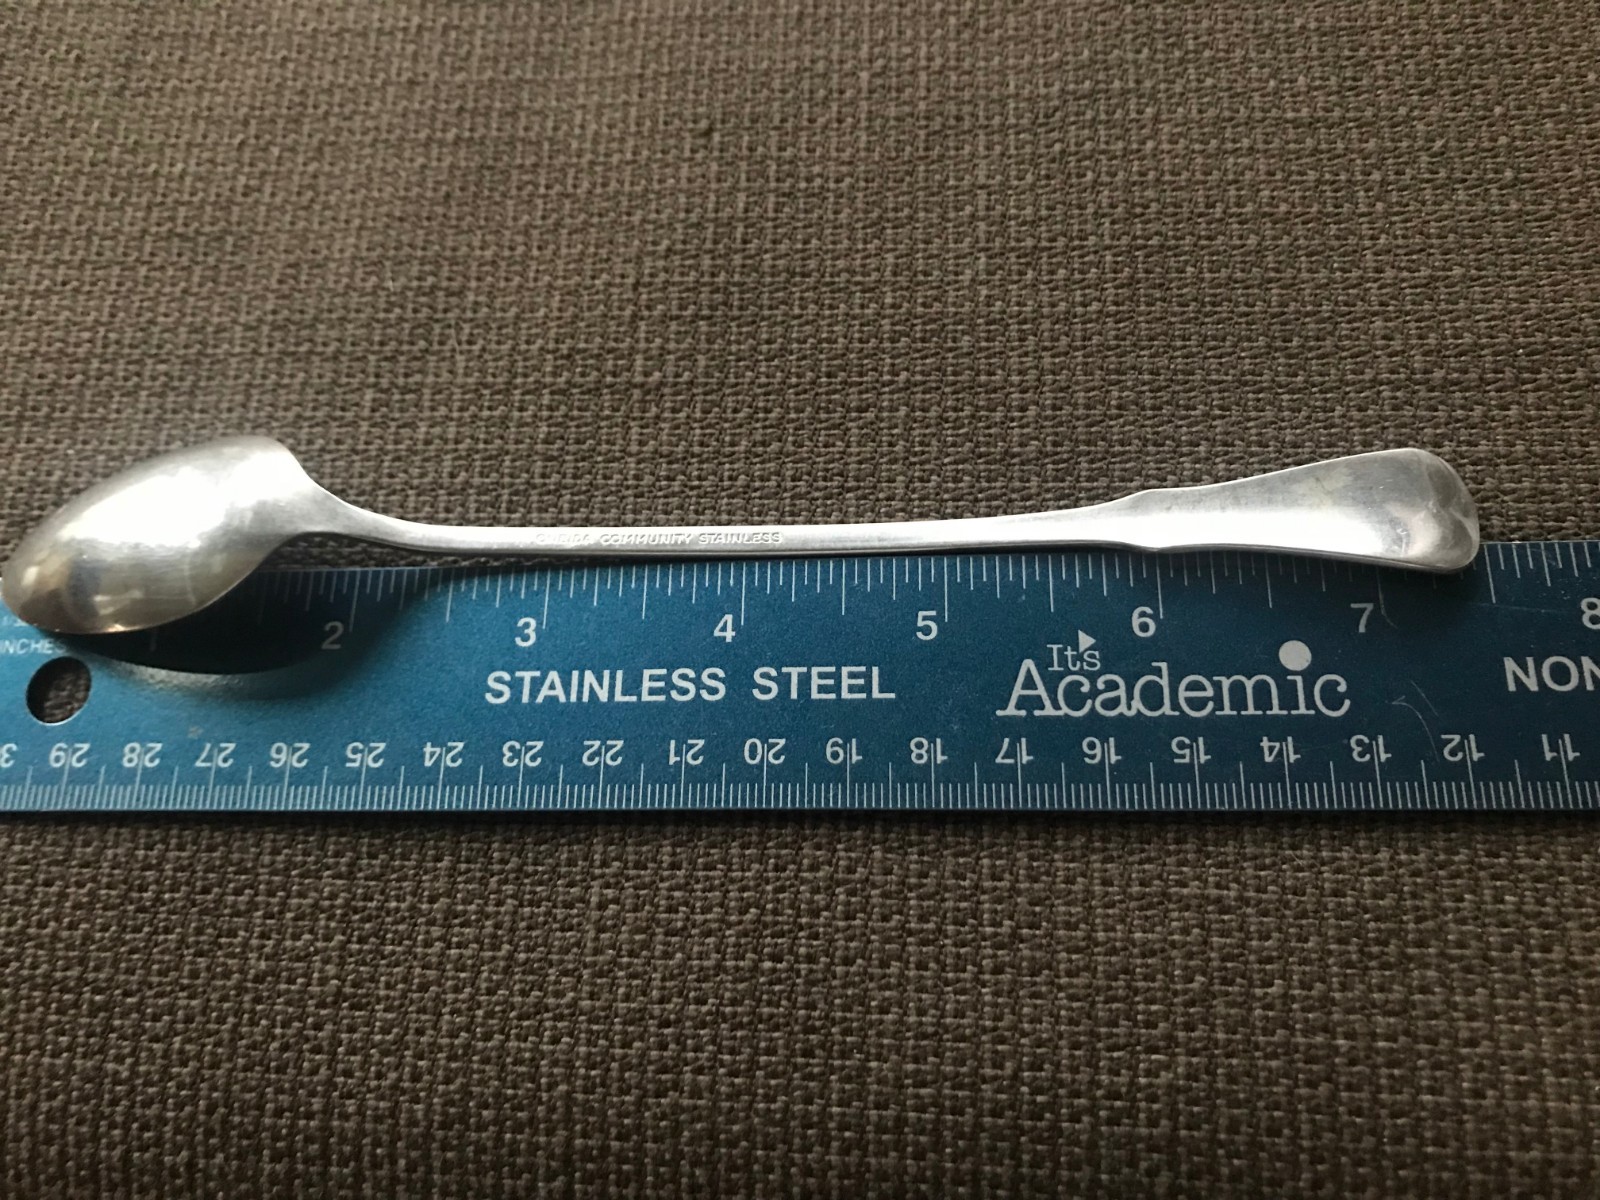 ONEIDA COMMUNITY STAINLESS
2 3 4 5 6 7 8
INCHES
STAINLESS STEEL
It's
Academic
NON
29 28 27 26 25 24 23 22 21 20 19 18 17 16 15 14 13 12 11